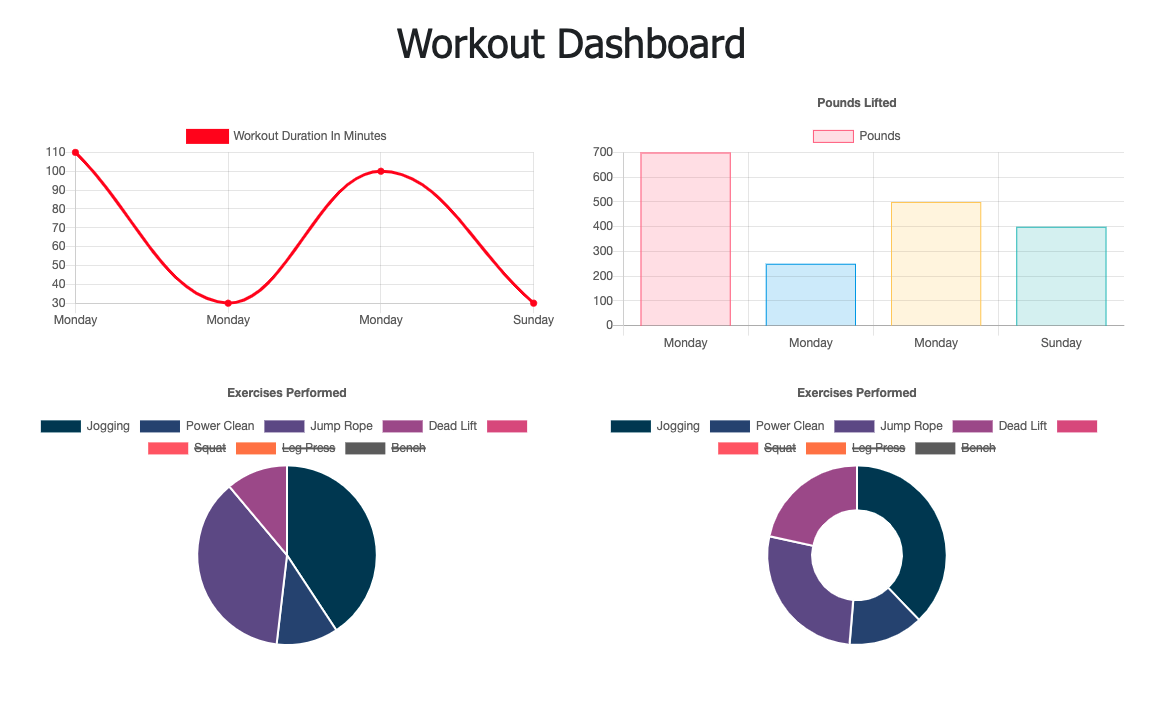 Workout Dashboard
Workout Duration In Minutes
110
100
90
80
70
60
50
40
30
Monday Monday Monday Sunday
Pounds Lifted
Pounds
700
600
500
400
300
200
100
0
Monday Monday Monday Sunday
Exercises Performed
Jogging Power Clean Jump Rope Dead Lift
Squat Leg Press Bench
Exercises Performed
Jogging Power Clean Jump Rope Dead Lift
Squat Leg Press Bench